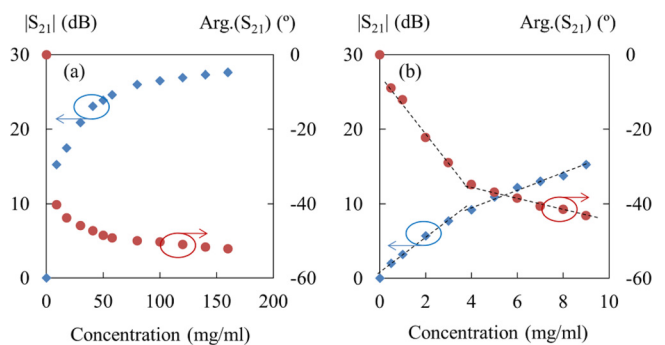 |S21| (dB) Arg.(S21) (º) |S21| (dB) Arg.(S21) (º)
30 (a) 0 30 (b) 0
20 -20 20 -20
10 -40 10 -40
0 -60 0 -60
0 50 100 150 200 0 2 4 6 8 10
Concentration (mg/ml) Concentration (mg/ml)